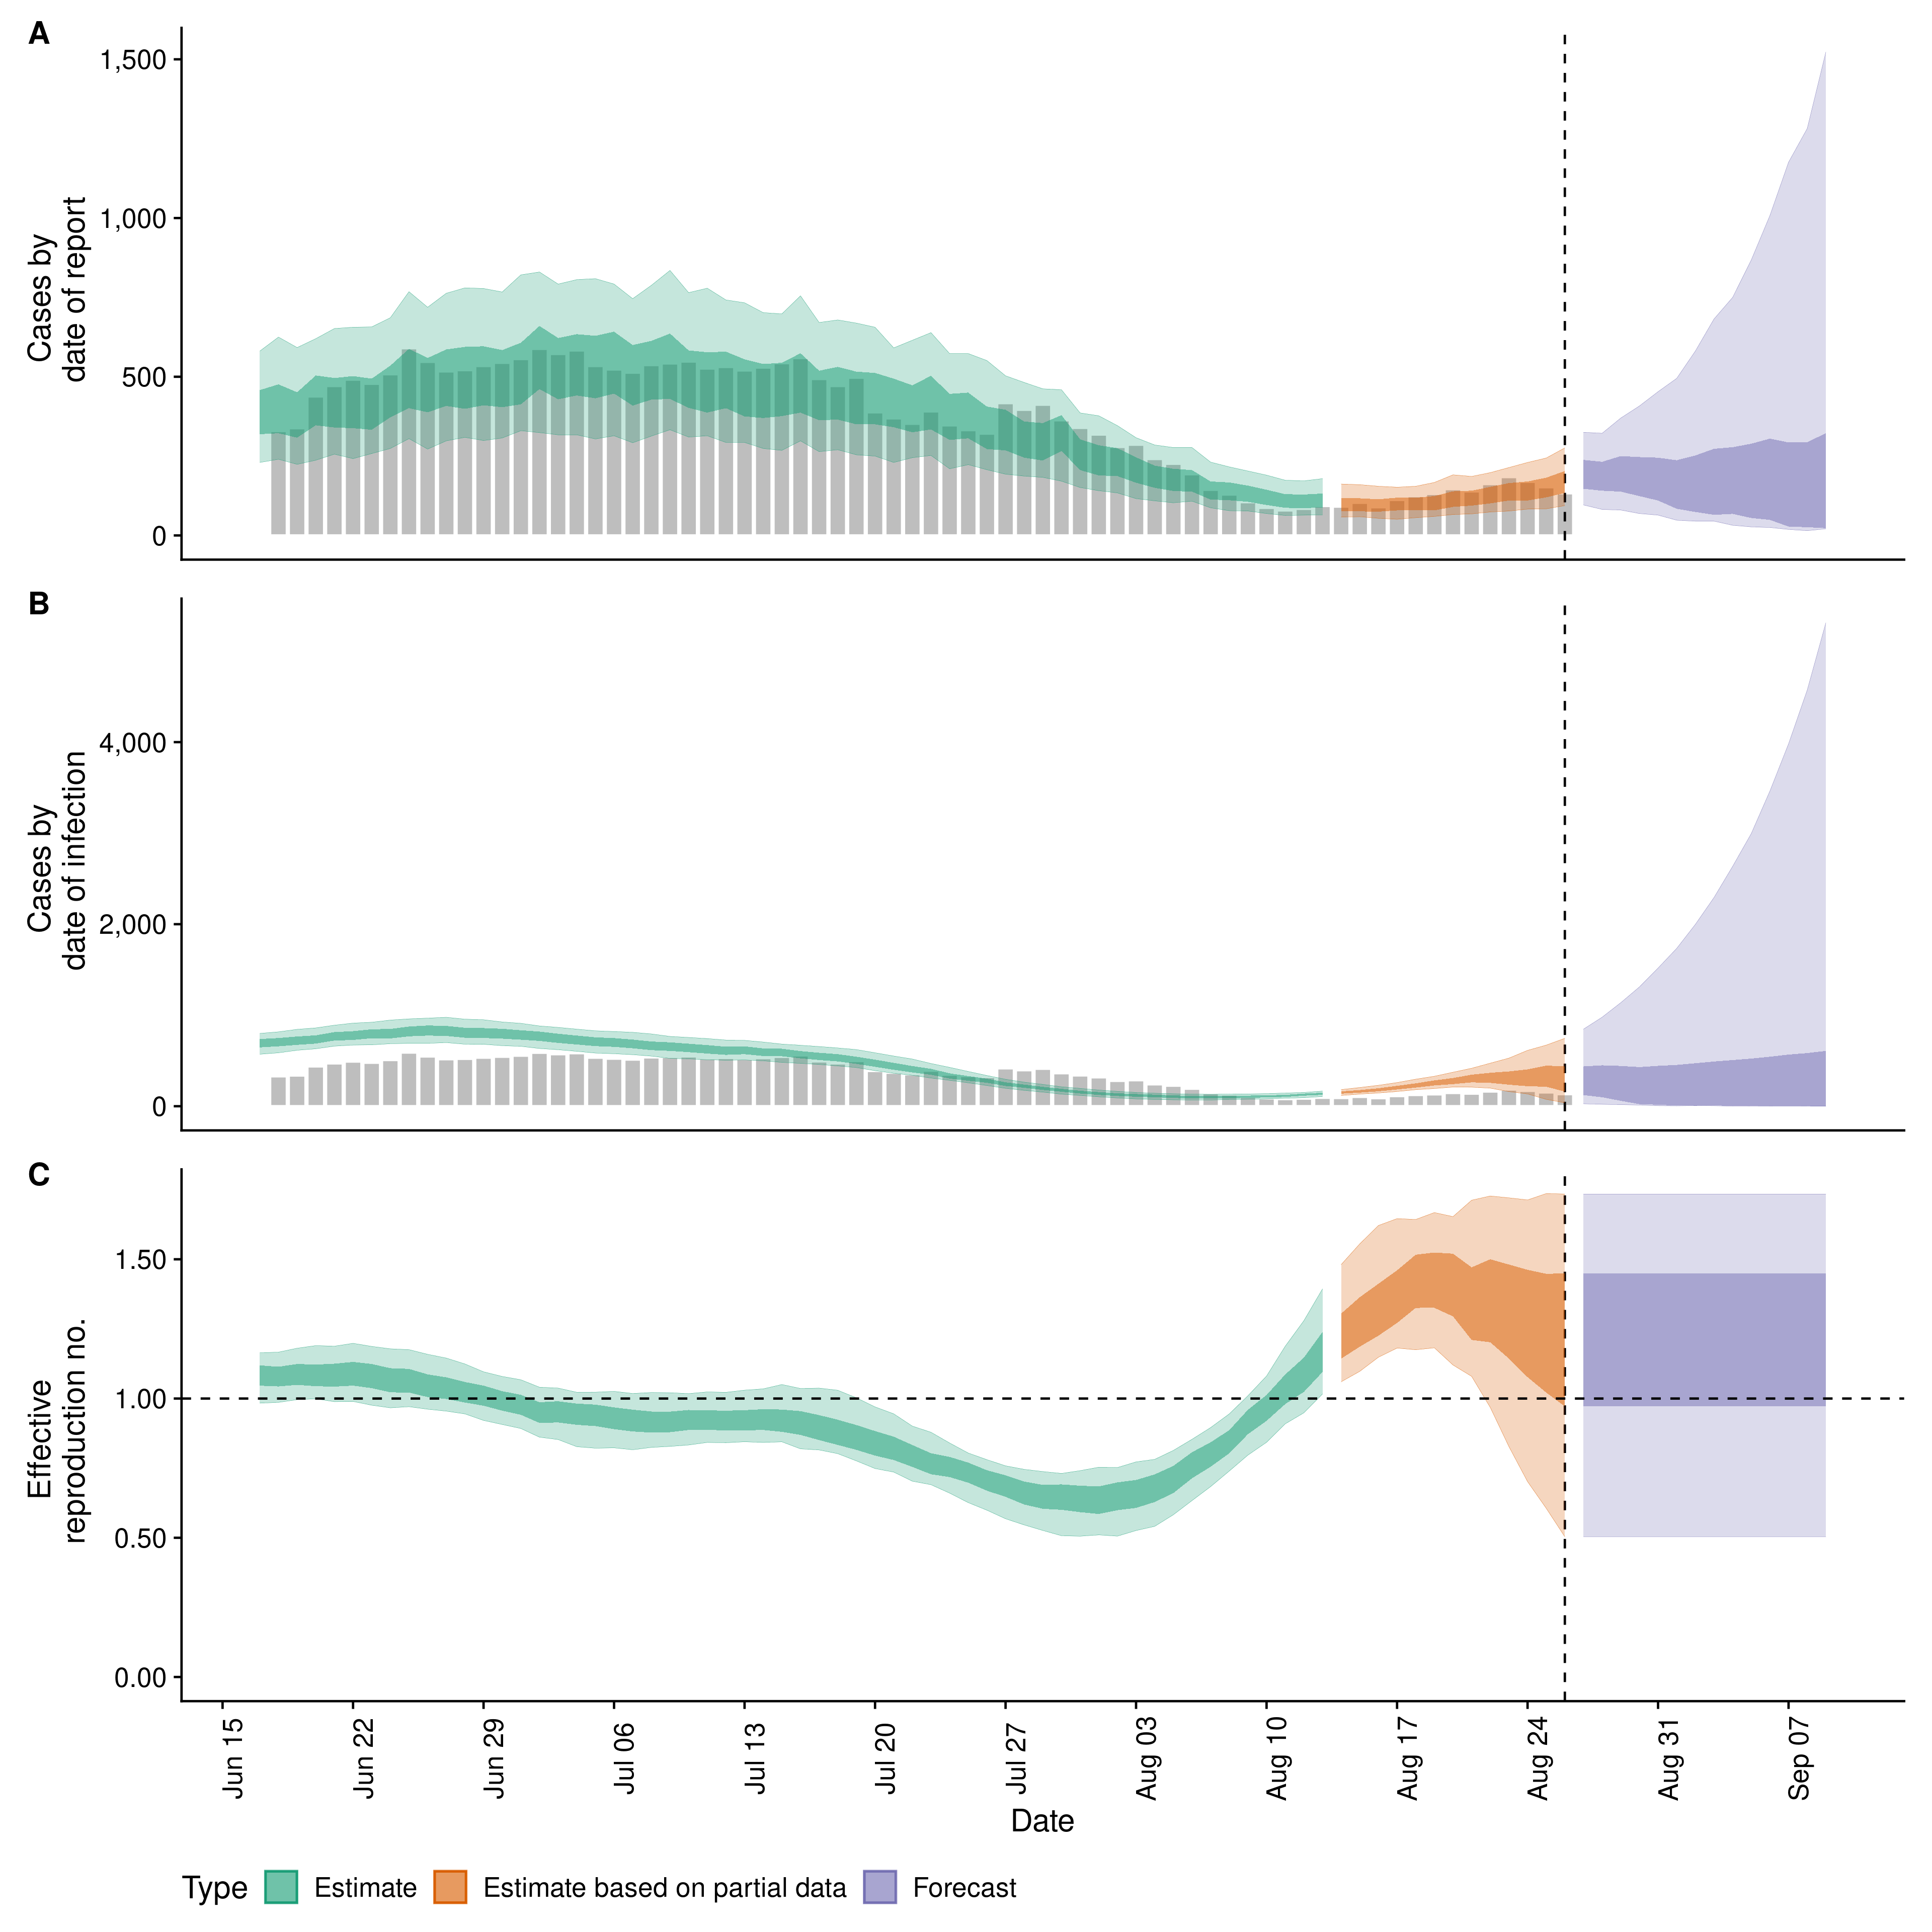 A
Cases by
date of report
1,500
1,000
500
0
B
Cases by
date of infection
4,000
2,000
0
C
Effective
reproduction no.
1.50
1.00
0.50
0.00
Jun 15
Jun 22
Jun 29
Jul 06
Jul 13
Jul 20
Jul 27
Aug 03
Aug 10
Aug 17
Aug 24
Aug 31
Sep 07
Date
Type Estimate Estimate based on partial data Forecast